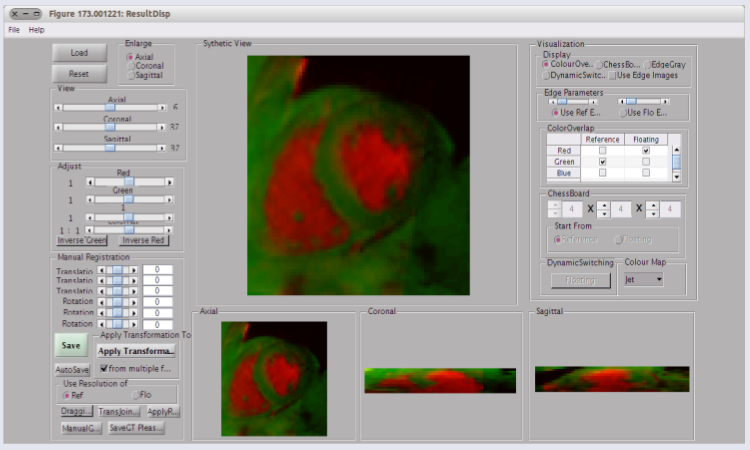 Figure 173.001221: ResultDisp
File Help
Load
Reset
Enlarge
Axial
Coronal
Sagittal
View
Axial
6
Coronal
37
Sagittal
37
Adjust
Red
1
Green
1
1
1
1 : 1
Inverse Green Inverse Red
Manual Registration
Translatio 0
Translatio 0
Translatio 0
Rotation 0
Rotation 0
Rotation 0
Save
Apply Transformation To
Apply Transforma...
AutoSave
from multiple f...
Use Resolution of
Ref Flo
Draggi... TransJoin... ApplyR...
ManualG... SaveGT Pleas...
Sythetic View
Axial
Coronal
Sagittal
Visualization
Display
ColourOve... ChessBo... EdgeGray
DynamicSwitc... Use Edge Images
Edge Parameters
Use Ref E... Use Flo E...
ColorOverlap
Reference Floating
Red
Green
Blue
ChessBoard
4 X 4 X 4
Start From
Reference Floating
DynamicSwitching
Floating
Colour Map
Jet